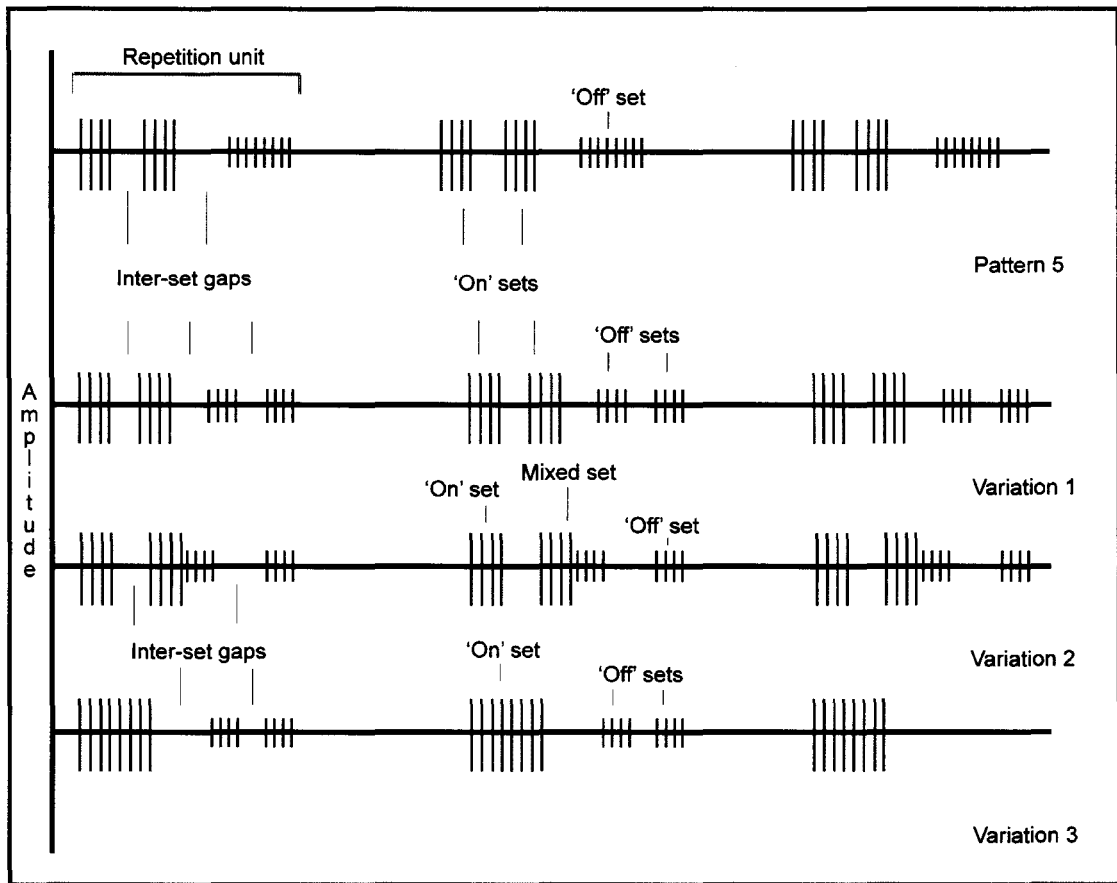 Repetition unit
'Off' set
Inter-set gaps
'On' sets
Pattern 5
'Off' sets
Amplitude
Mixed set
'On' set
Variation 1
'Off' set
Inter-set gaps
'On' set
Variation 2
'Off' sets
Variation 3